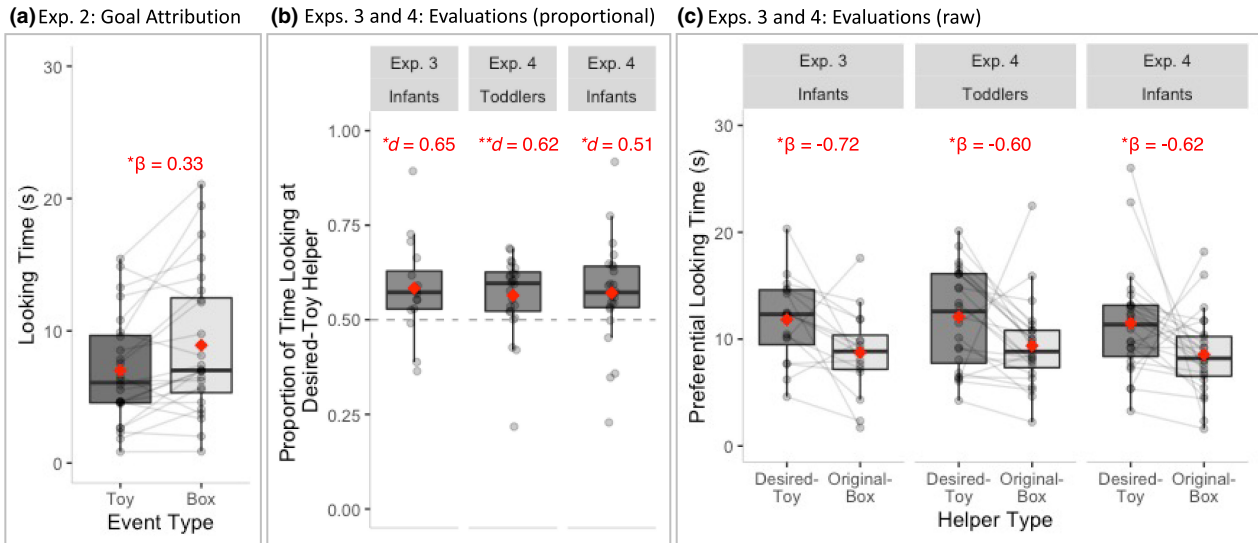 (a) Exp. 2: Goal Attribution
Looking Time (s)
30
20
10
0
*β = 0.33
Toy
Box
Event Type
(b) Exps. 3 and 4: Evaluations (proportional)
Proportion of Time Looking at
Desired-Toy Helper
1.00
0.75
0.50
0.25
0.00
Exp. 3
Infants
Exp. 4
Toddlers
Exp. 4
Infants
*d = 0.65
**d = 0.62
*d = 0.51
(c) Exps. 3 and 4: Evaluations (raw)
Preferential Looking Time (s)
30
20
10
0
Exp. 3
Infants
Exp. 4
Toddlers
Exp. 4
Infants
*β = -0.72
*β = -0.60
*β = -0.62
Desired-
Toy
Original-
Box
Desired-
Toy
Original-
Box
Desired-
Toy
Original-
Box
Helper Type